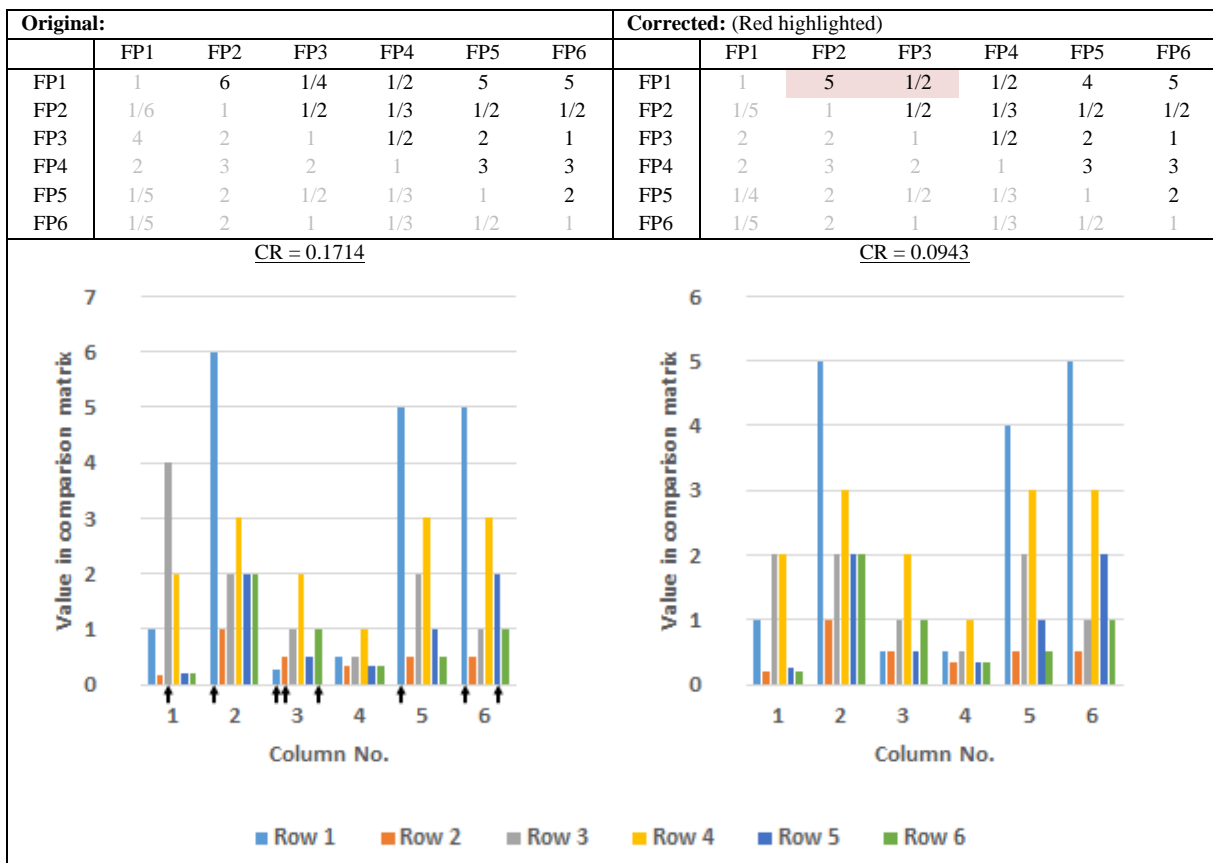 Original: Corrected: (Red highlighted)
FP1 FP2 FP3 FP4 FP5 FP6 FP1 FP2 FP3 FP4 FP5 FP6
FP1 1 6 1/4 1/2 5 5 FP1 1 5 1/2 1/2 4 5
FP2 1/6 1 1/2 1/3 1/2 1/2 FP2 1/5 1 1/2 1/3 1/2 1/2
FP3 4 2 1 1/2 2 1 FP3 2 2 1 1/2 2 1
FP4 2 3 2 1 3 3 FP4 2 3 2 1 3 3
FP5 1/5 2 1/2 1/3 1 2 FP5 1/4 2 1/2 1/3 1 2
FP6 1/5 2 1 1/3 1/2 1 FP6 1/5 2 1 1/3 1/2 1
CR = 0.1714 CR = 0.0943
Value in comparison matrix
7
6
5
4
3
2
1
0
1 2 3 4 5 6
Column No.
Value in comparison matrix
6
5
4
3
2
1
0
1 2 3 4 5 6
Column No.
Row 1 Row 2 Row 3 Row 4 Row 5 Row 6